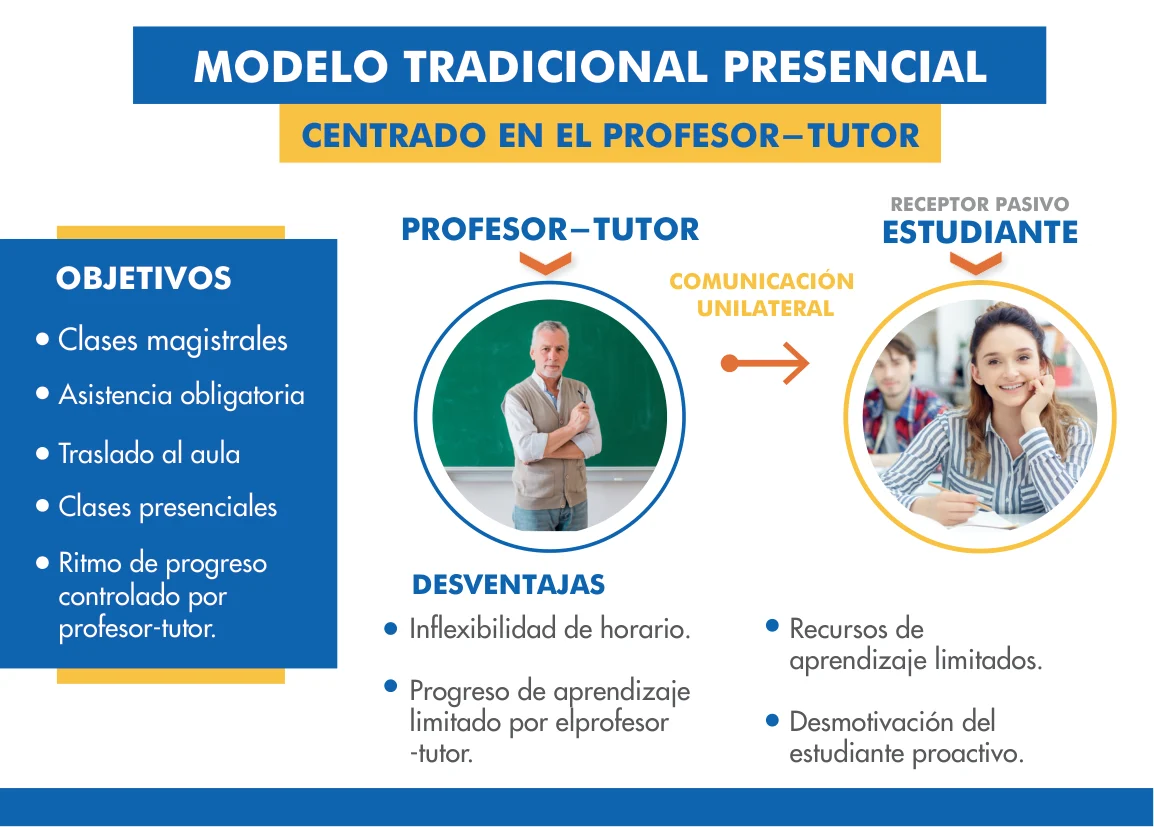 MODELO TRADICIONAL PRESENCIAL
CENTRADO EN EL PROFESOR–TUTOR
OBJETIVOS
Clases magistrales
Asistencia obligatoria
Traslado al aula
Clases presenciales
Ritmo de progreso
controlado por
profesor-tutor.
PROFESOR–TUTOR
COMUNICACIÓN
UNILATERAL
RECEPTOR PASIVO
ESTUDIANTE
DESVENTAJAS
Inflexibilidad de horario.
Progreso de aprendizaje
limitado por elprofesor
-tutor.
Recursos de
aprendizaje limitados.
Desmotivación del
estudiante proactivo.